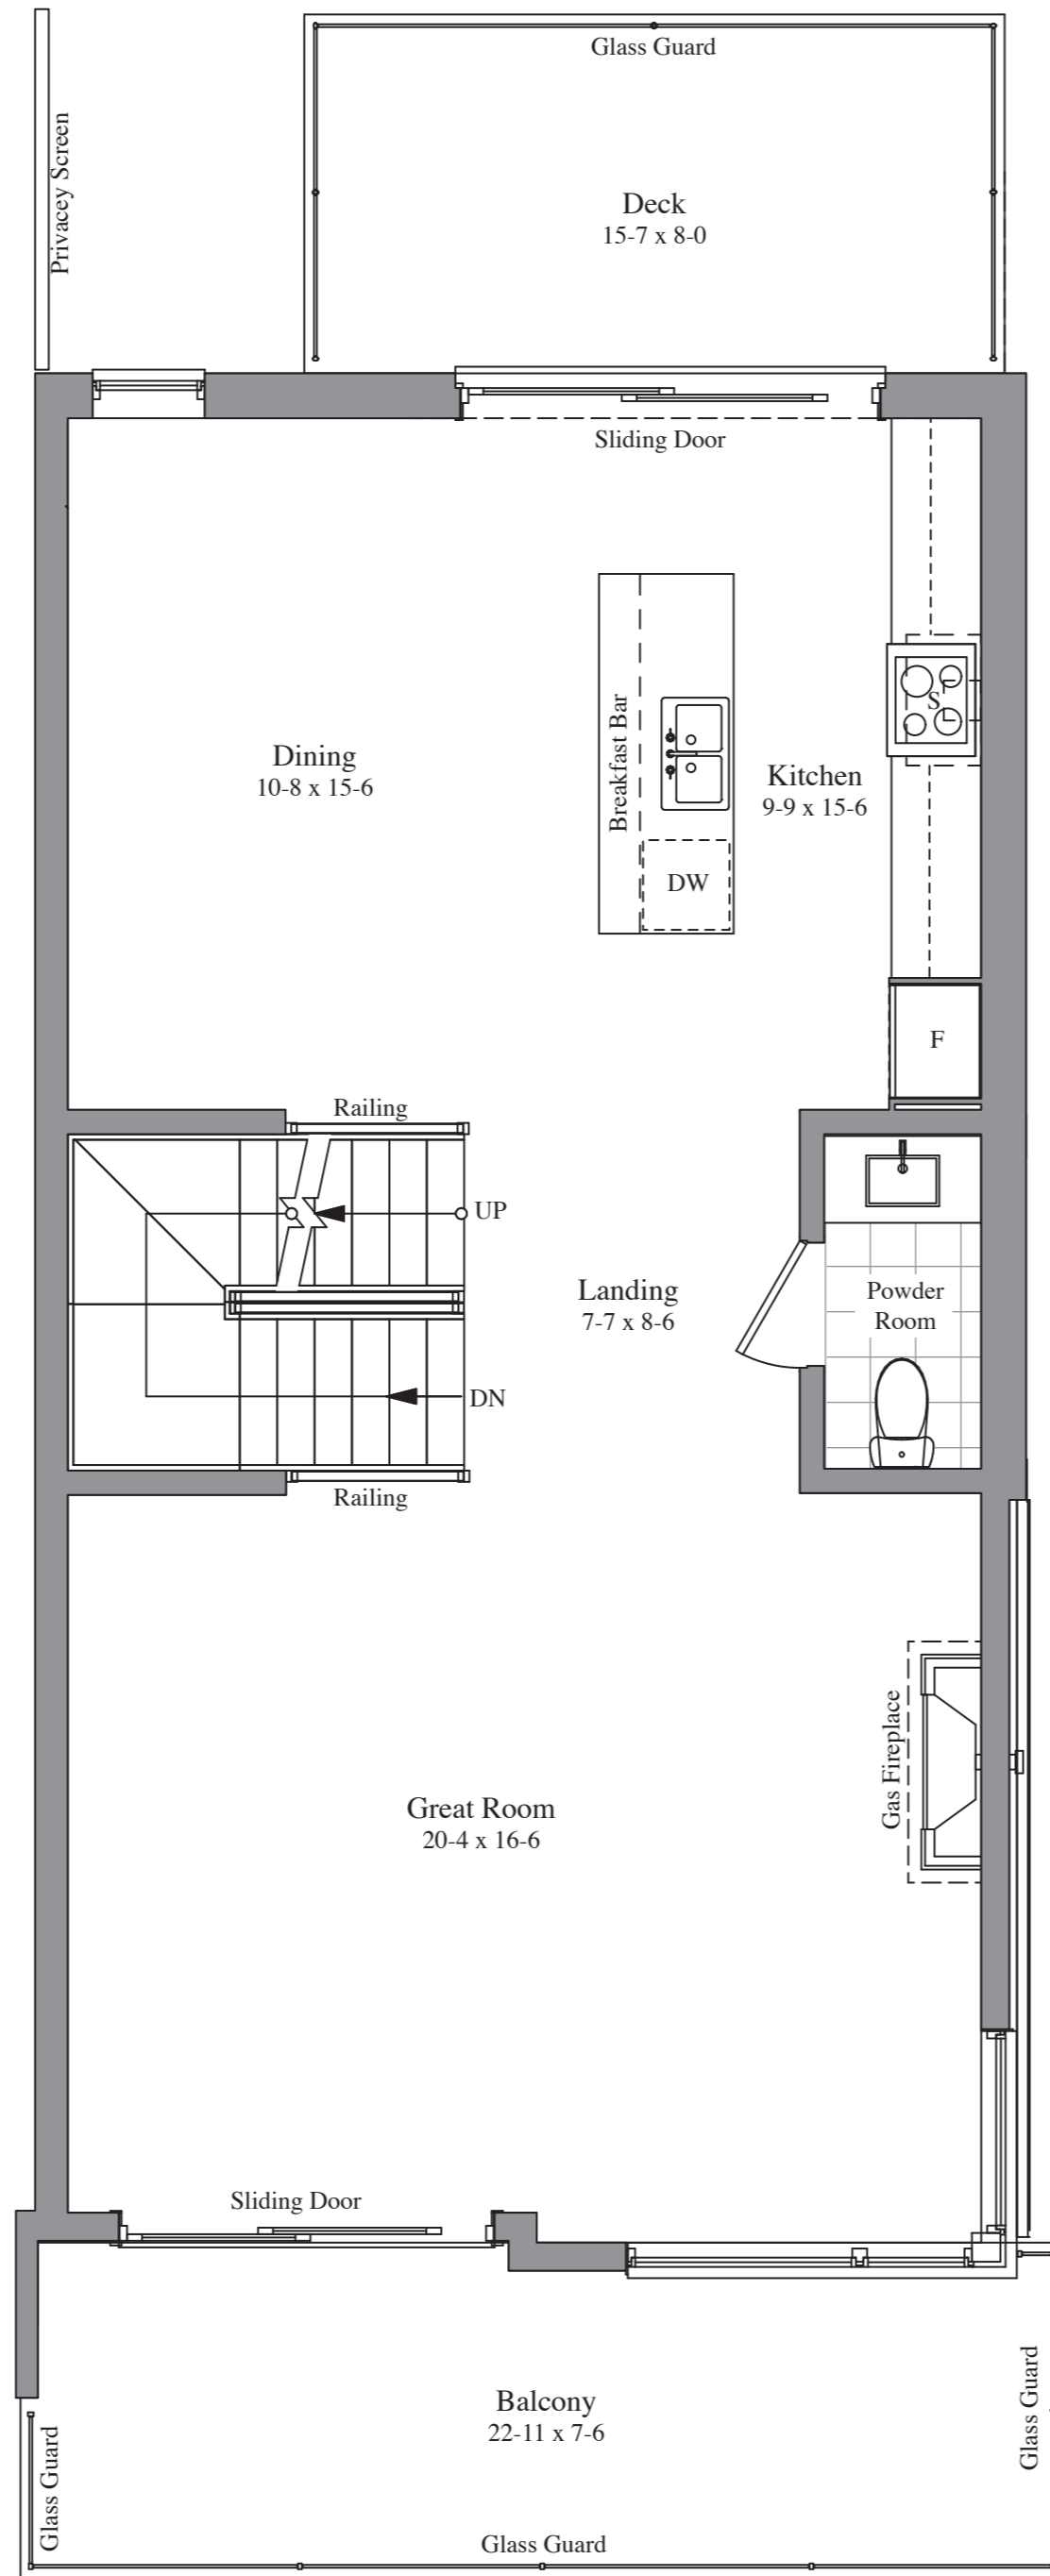 Glass Guard
Privacey Screen
Deck
15-7 x 8-0
Sliding Door
Breakfast Bar
S
Dining
10-8 x 15-6
Kitchen
9-9 x 15-6
DW
F
Railing
UP
Landing
7-7 x 8-6
Powder
Room
DN
Railing
Gas Fireplace
Great Room
20-4 x 16-6
Sliding Door
Balcony
22-11 x 7-6
Glass Guard
Glass Guard
Glass Guard